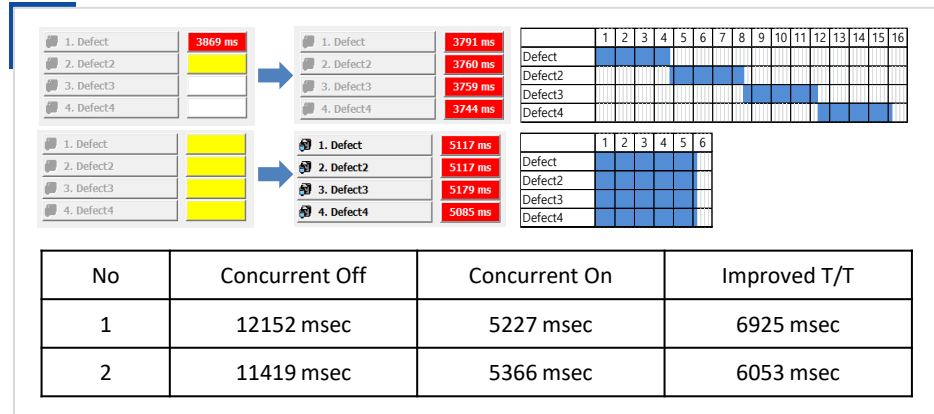 1. Defect 3869 ms
2. Defect2
3. Defect3
4. Defect4
1. Defect 3791 ms
2. Defect2 3760 ms
3. Defect3 3759 ms
4. Defect4 3744 ms
1 2 3 4 5 6 7 8 9 10 11 12 13 14 15 16
Defect
Defect2
Defect3
Defect4
1. Defect
2. Defect2
3. Defect3
4. Defect4
1. Defect 5117 ms
2. Defect2 5117 ms
3. Defect3 5179 ms
4. Defect4 5085 ms
1 2 3 4 5 6
Defect
Defect2
Defect3
Defect4
No Concurrent Off Concurrent On Improved T/T
1 12152 msec 5227 msec 6925 msec
2 11419 msec 5366 msec 6053 msec